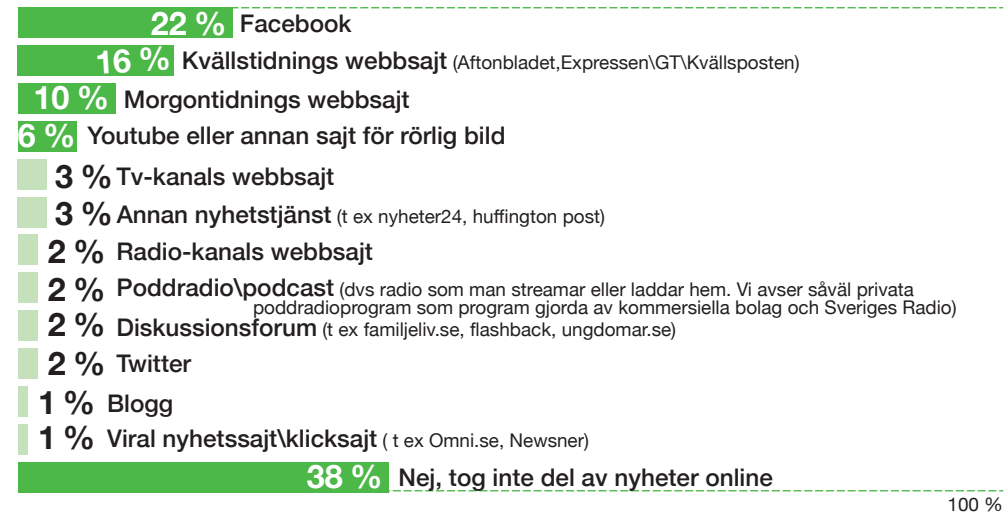 22 % Facebook
16 % Kvällstidnings webbsajt (Aftonbladet,Expressen\GT\Kvällsposten)
10 % Morgontidnings webbsajt
6 % Youtube eller annan sajt för rörlig bild
3 % Tv-kanals webbsajt
3 % Annan nyhetstjänst (t ex nyheter24, huffington post)
2 % Radio-kanals webbsajt
2 % Poddradio\podcast (dvs radio som man streamar eller laddar hem. Vi avser såväl privata
poddradioprogram som program gjorda av kommersiella bolag och Sveriges Radio)
2 % Diskussionsforum (t ex familjeliv.se, flashback, ungdomar.se)
2 % Twitter
1 % Blogg
1 % Viral nyhetssajt\klicksajt ( t ex Omni.se, Newsner)
38 % Nej, tog inte del av nyheter online
100 %